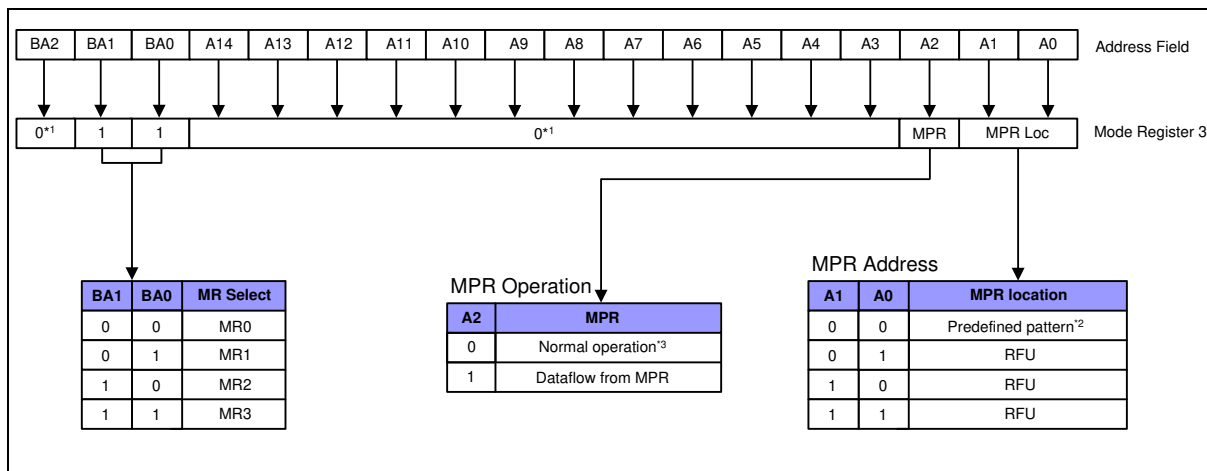 BA2 BA1 BA0 A14 A13 A12 A11 A10 A9 A8 A7 A6 A5 A4 A3 A2 A1 A0 Address Field
0*1 1 1 0*1 MPR MPR Loc Mode Register 3
MPR Operation
MPR Address
BA1 BA0 MR Select
0 0 MR0
0 1 MR1
1 0 MR2
1 1 MR3
A2 MPR
0 Normal operation*3
1 Dataflow from MPR
A1 A0 MPR location
0 0 Predefined pattern*2
0 1 RFU
1 0 RFU
1 1 RFU